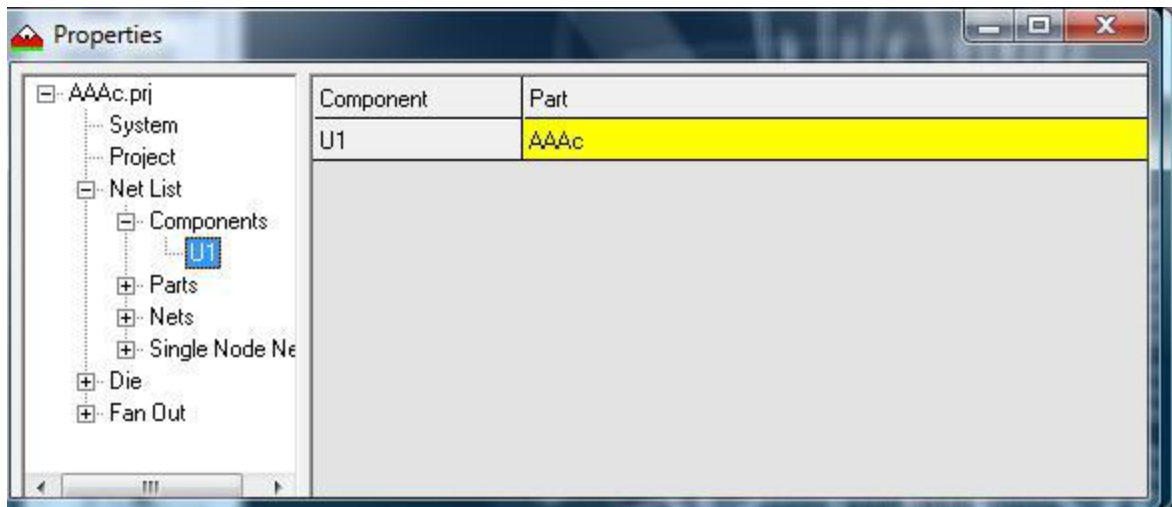 Properties
AAAc.prj
System
Project
Net List
Components
U1
Parts
Nets
Single Node Ne
Die
Fan Out
Component Part
U1 AAAc